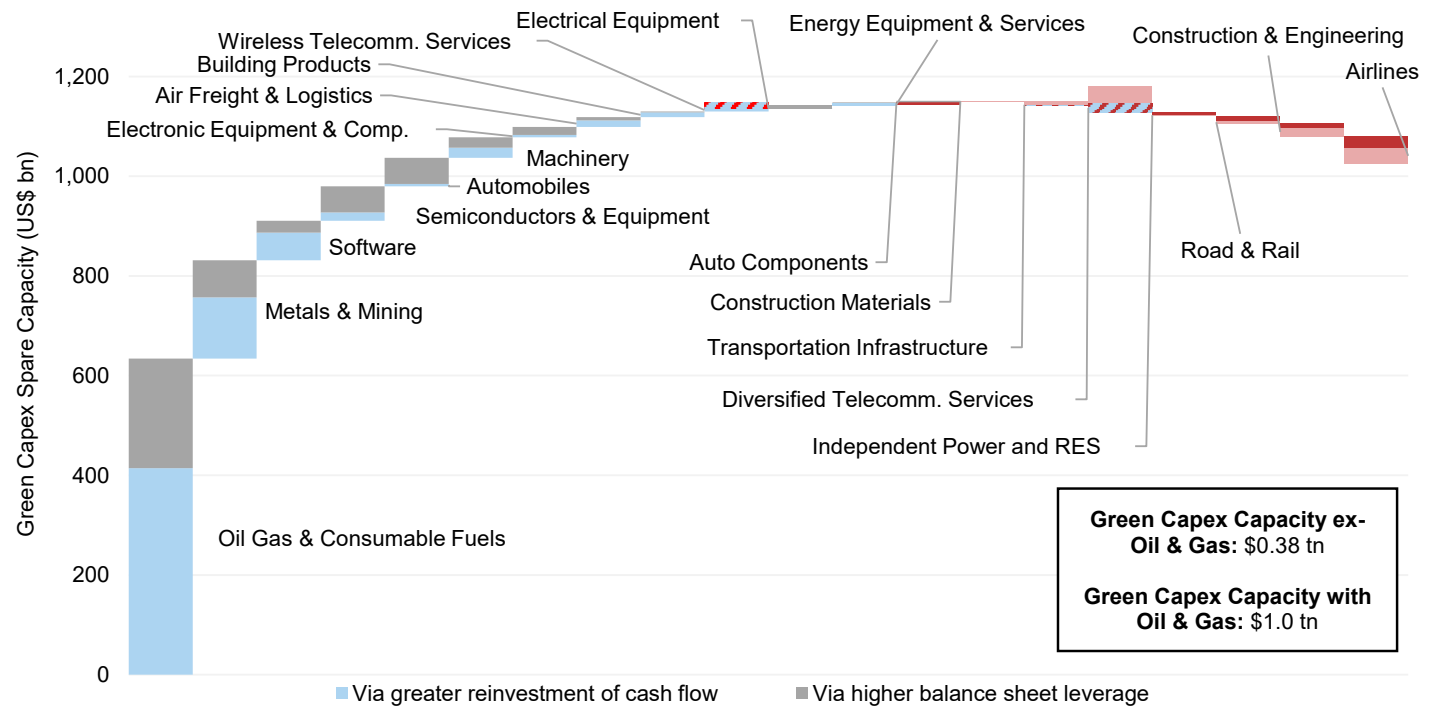 Green Capex Spare Capacity (US$ bn)
1,200
1,000
800
600
400
200
0
Electrical Equipment
Wireless Telecomm. Services
Building Products
Air Freight & Logistics
Electronic Equipment & Comp.
Machinery
Automobiles
Semiconductors & Equipment
Software
Metals & Mining
Oil Gas & Consumable Fuels
Energy Equipment & Services
Construction & Engineering
Airlines
Road & Rail
Auto Components
Construction Materials
Transportation Infrastructure
Diversified Telecomm. Services
Independent Power and RES
Green Capex Capacity ex-
Oil & Gas: $0.38 tn
Green Capex Capacity with
Oil & Gas: $1.0 tn
Via greater reinvestment of cash flow
Via higher balance sheet leverage